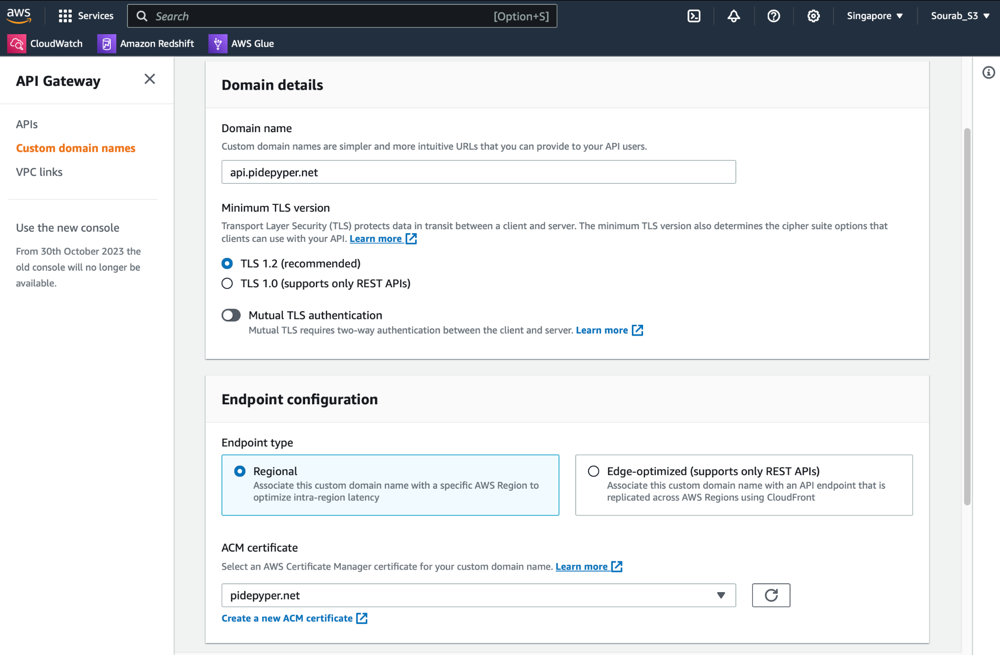 aws
Services
Search
[Option+S]
Singapore ▼
Sourab_S3 ▼
CloudWatch
Amazon Redshift
AWS Glue
API Gateway
APIs
Custom domain names
VPC links
Use the new console
From 30th October 2023 the
old console will no longer be
available.
Domain details
Domain name
Custom domain names are simpler and more intuitive URLs that you can provide to your API users.
api.pidepyper.net
Minimum TLS version
Transport Layer Security (TLS) protects data in transit between a client and server. The minimum TLS version also determines the cipher suite options that
clients can use with your API. Learn more
TLS 1.2 (recommended)
TLS 1.0 (supports only REST APIs)
Mutual TLS authentication
Mutual TLS requires two-way authentication between the client and server. Learn more
Endpoint configuration
Endpoint type
Regional
Associate this custom domain name with a specific AWS Region to
optimize intra-region latency
Edge-optimized (supports only REST APIs)
Associate this custom domain name with an API endpoint that is
replicated across AWS Regions using CloudFront
ACM certificate
Select an AWS Certificate Manager certificate for your custom domain name. Learn more
pidepyper.net
Create a new ACM certificate